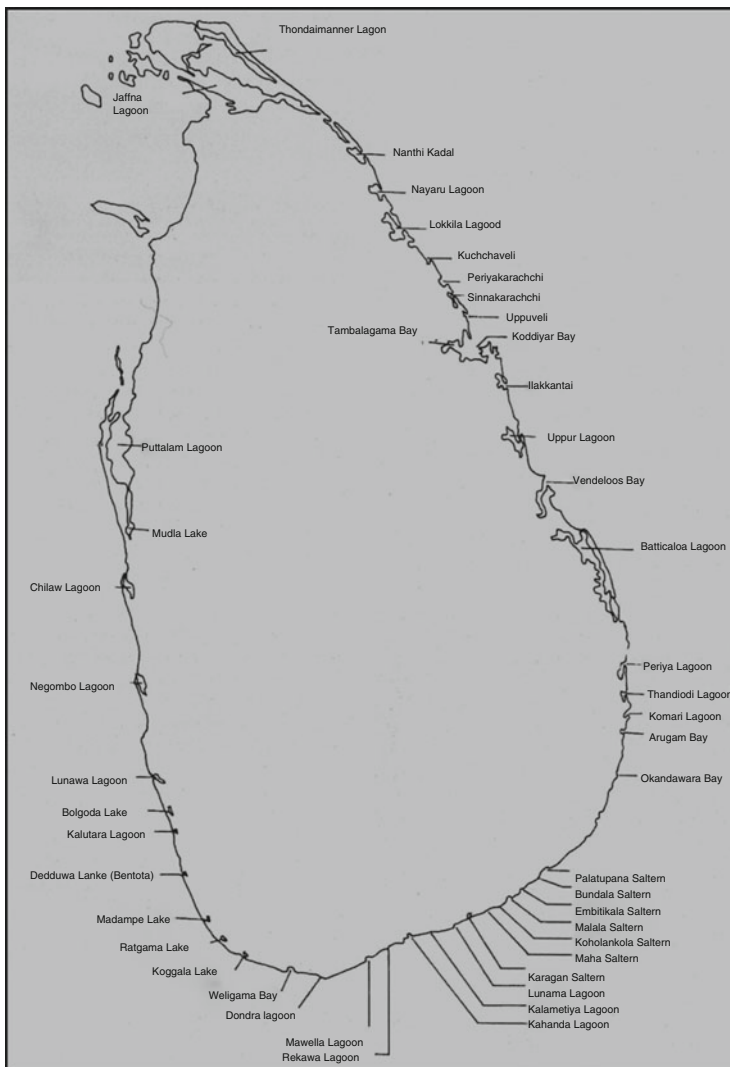 Thondaimanner Lagon
Jaffna
Lagoon
Nanthi Kadal
Nayaru Lagoon
Lokkila Lagood
Kuchchaveli
Periyakarachchi
Sinnakarachchi
Uppuveli
Tambalagama Bay
Koddiyar Bay
Ilakkantai
Uppur Lagoon
Puttalam Lagoon
Vendeloos Bay
Mudla Lake
Batticaloa Lagoon
Chilaw Lagoon
Periya Lagoon
Negombo Lagoon
Thandiodi Lagoon
Komari Lagoon
Arugam Bay
Lunawa Lagoon
Okandawara Bay
Bolgoda Lake
Kalutara Lagoon
Dedduwa Lanke (Bentota)
Palatupana Saltern
Bundala Saltern
Embitikala Saltern
Madampe Lake
Malala Saltern
Koholankola Saltern
Ratgama Lake
Maha Saltern
Koggala Lake
Karagan Saltern
Weligama Bay
Lunama Lagoon
Dondra lagoon
Kalametiya Lagoon
Kahanda Lagoon
Mawella Lagoon
Rekawa Lagoon